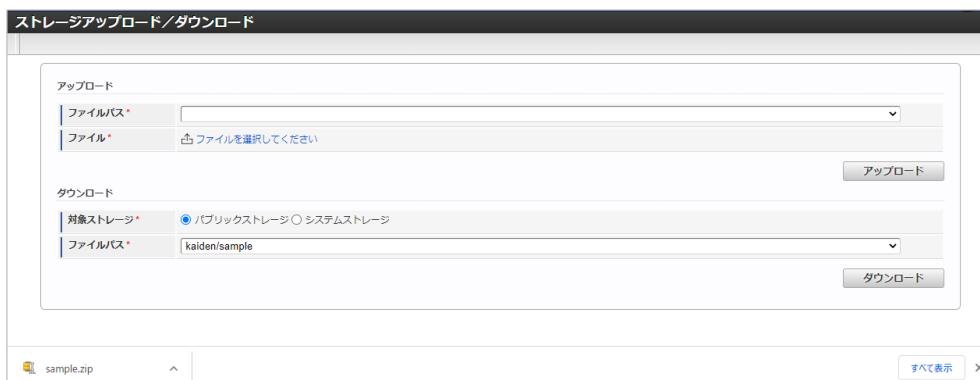 ストレージアップロード／ダウンロード
アップロード
ファイルパス*
ファイル* ファイルを選択してください
アップロード
ダウンロード
対象ストレージ* パブリックストレージ システムストレージ
ファイルパス* kaiden/sample
ダウンロード
sample.zip すべて表示